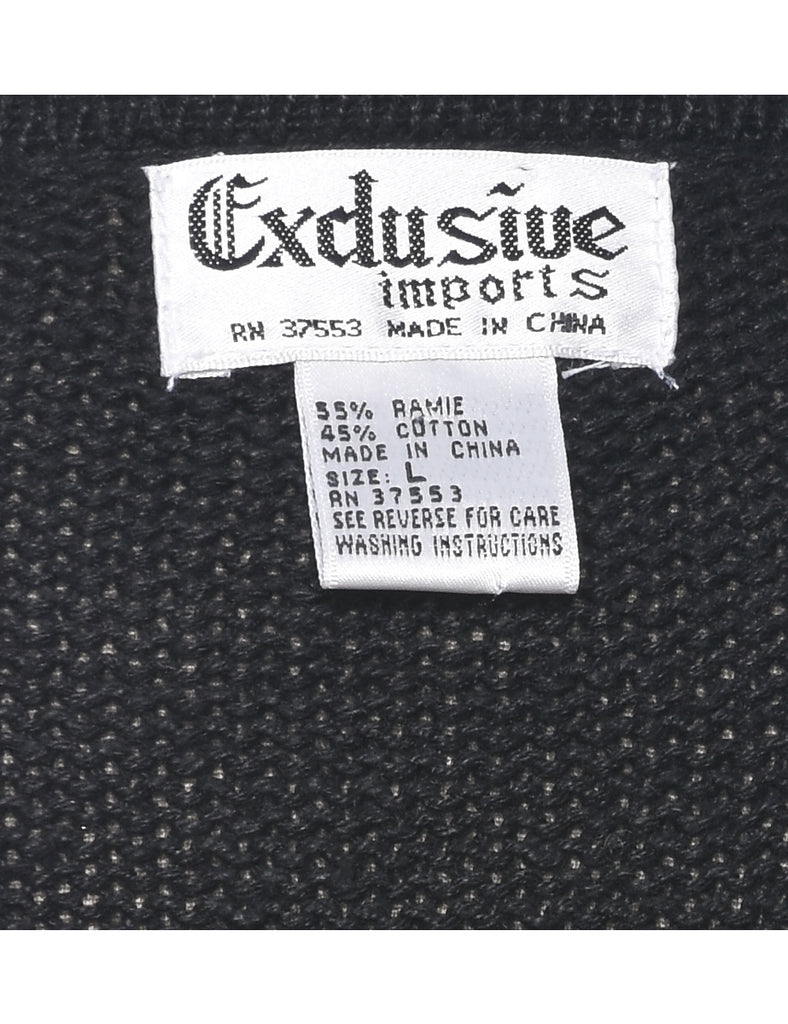 Exclusive
imports
RN 37553 MADE IN CHINA
55% RAMIE
45% COTTON
MADE IN CHINA
SIZE: L
RN 37553
SEE REVERSE FOR CARE
WASHING INSTRUCTIONS